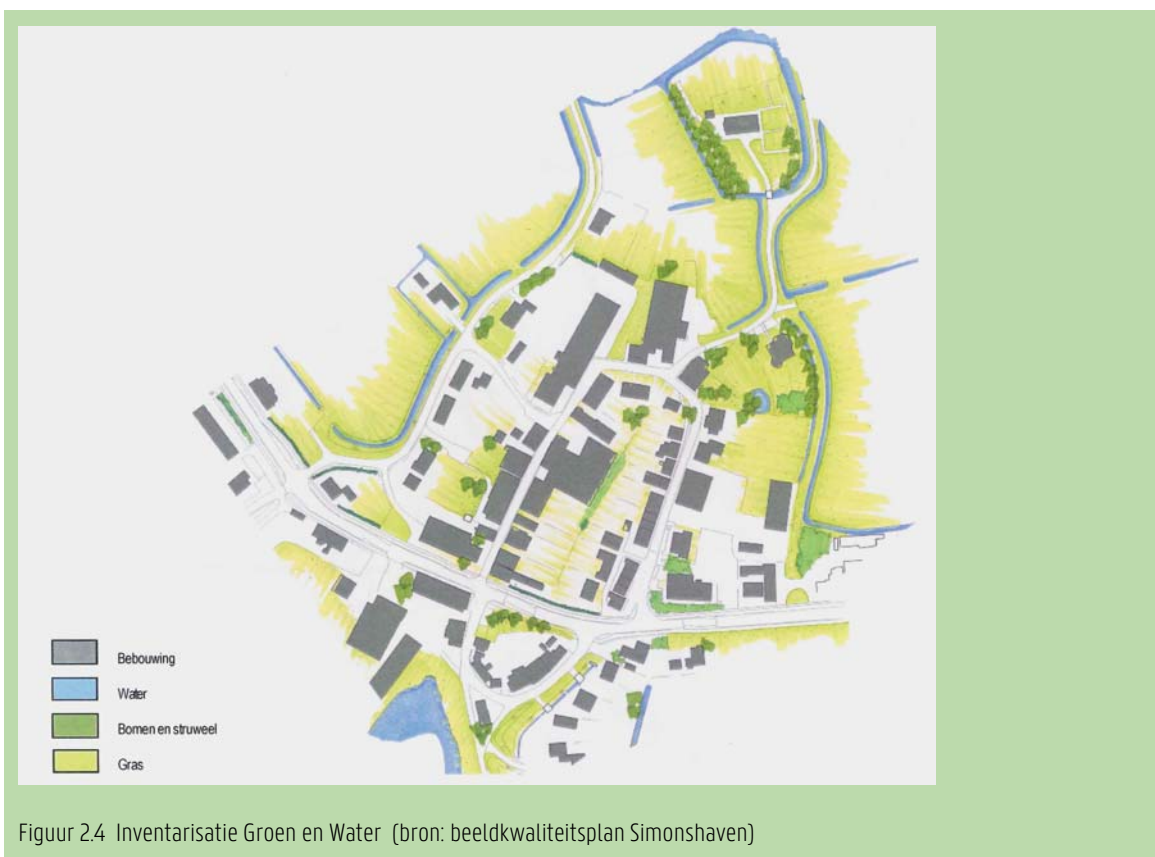 Bebouwing
Water
Bomen en struweel
Gras
Figuur 2.4 Inventarisatie Groen en Water (bron: beeldkwaliteitsplan Simonshaven)